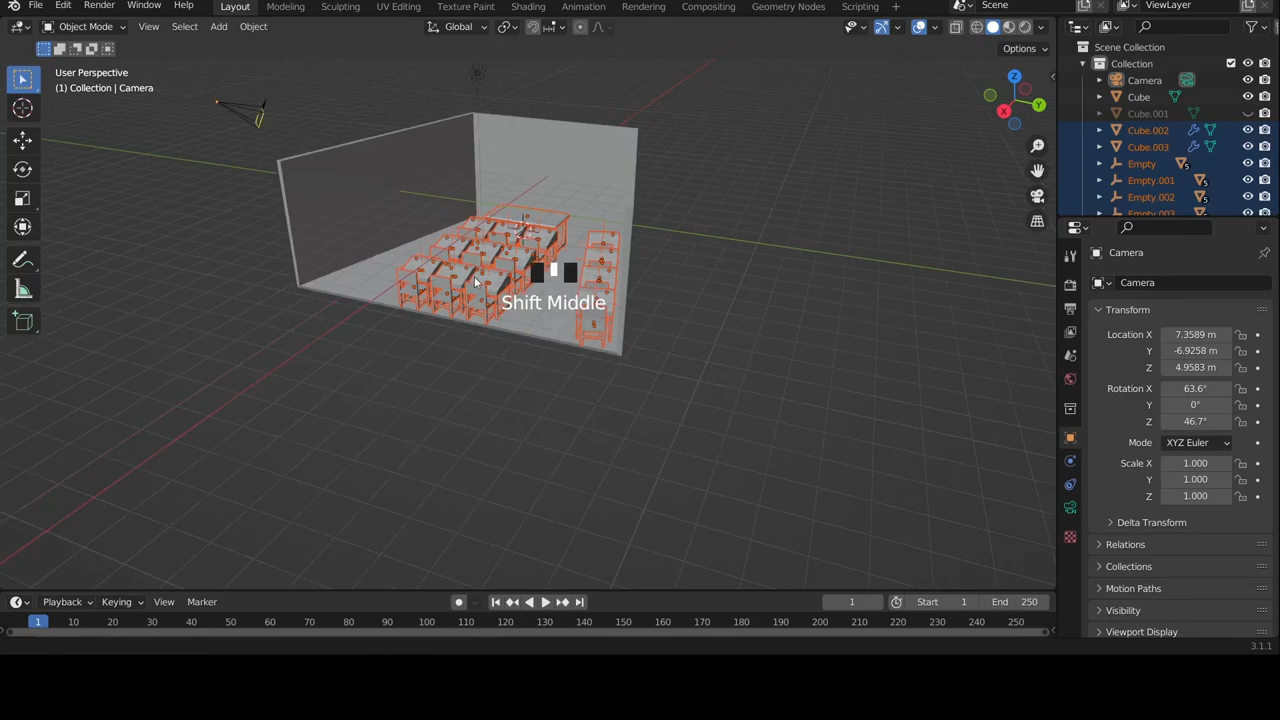 File Edit Render Window Help Layout Modeling Sculpting UV Editing Texture Paint Shading Animation Rendering Compositing Geometry Nodes Scripting + Scene ViewLayer
Object Mode View Select Add Object Global
Options
User Perspective
(1) Collection | Camera
X
Y
Z
Shift Middle
Scene Collection
Collection
Camera
Cube
Cube.001
Cube.002
Cube.003
Empty 5
Empty.001 5
Empty.002 5
Empty.003
Camera
Camera
Transform
Location X 7.3589 m
Y -6.9258 m
Z 4.9583 m
Rotation X 63.6°
Y 0°
Z 46.7°
Mode XYZ Euler
Scale X 1.000
Y 1.000
Z 1.000
Delta Transform
Relations
Collections
Motion Paths
Visibility
Viewport Display
Playback Keying View Marker 1 Start 1 End 250
1 10 20 30 40 50 60 70 80 90 100 110 120 130 140 150 160 170 180 190 200 210 220 230 240 250
3.1.1